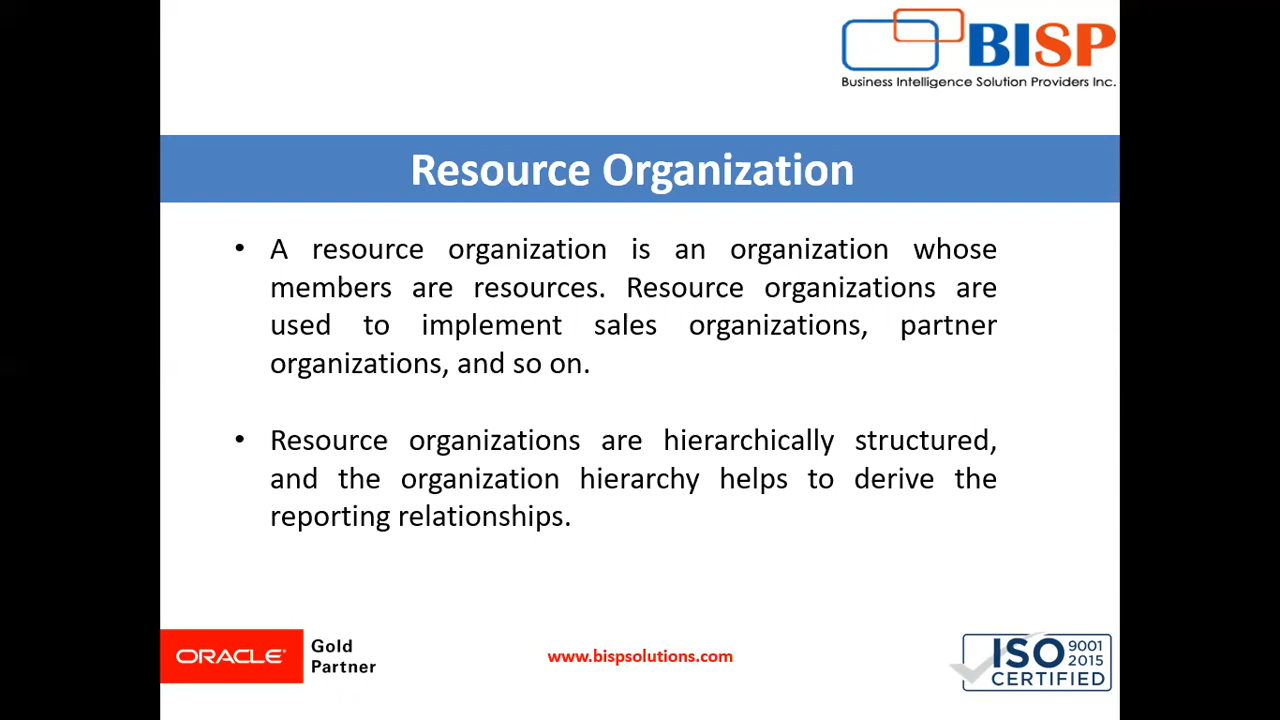 BISP
Business Intelligence Solution Providers Inc.
Resource Organization
• A resource organization is an organization whose
members are resources. Resource organizations are
used to implement sales organizations, partner
organizations, and so on.
• Resource organizations are hierarchically structured,
and the organization hierarchy helps to derive the
reporting relationships.
ORACLE®
Gold
Partner
www.bispsolutions.com
ISO 9001
2015
CERTIFIED